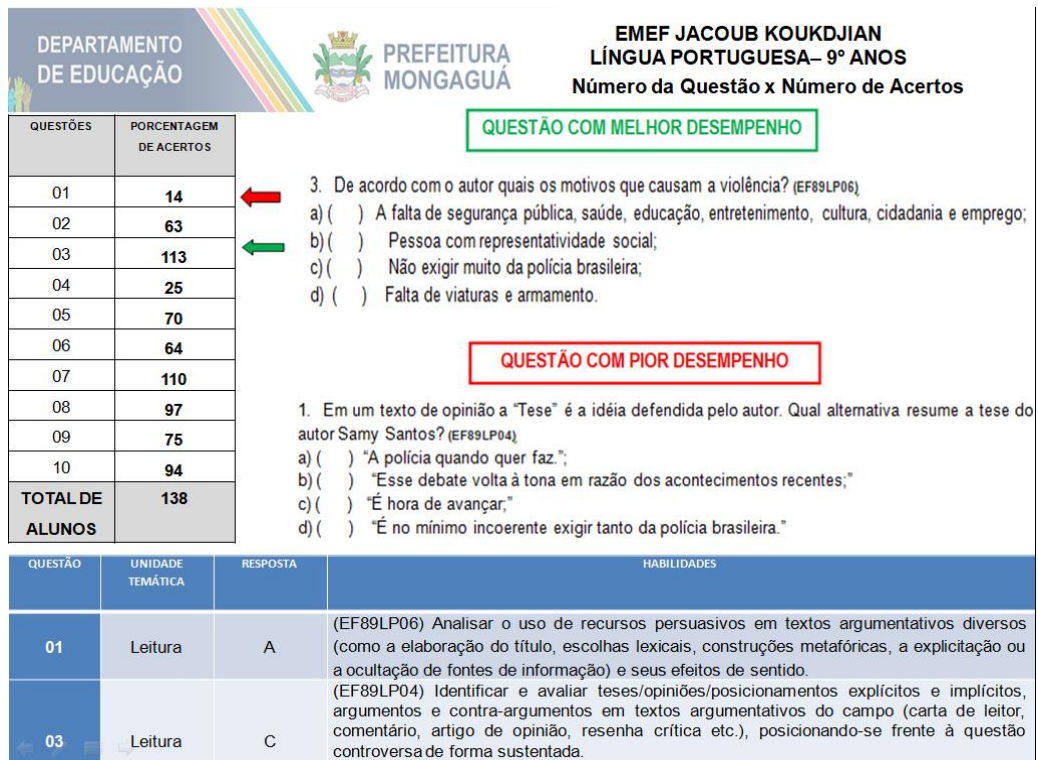 DEPARTAMENTO
DE EDUCAÇÃO
PREFEITURA
MONGAGUÁ
EMEF JACOUB KOUKDJIAN
LÍNGUA PORTUGUESA– 9º ANOS
Número da Questão x Número de Acertos
QUESTÕES PORCENTAGEM
DE ACERTOS
01 14
02 63
03 113
04 25
05 70
06 64
07 110
08 97
09 75
10 94
TOTAL DE 138
ALUNOS
QUESTÃO COM MELHOR DESEMPENHO
3. De acordo com o autor quais os motivos que causam a violência? (EF89LP06)
a) ( ) A falta de segurança pública, saúde, educação, entretenimento, cultura, cidadania e emprego;
b) ( ) Pessoa com representatividade social;
c) ( ) Não exigir muito da polícia brasileira;
d) ( ) Falta de viaturas e armamento.
QUESTÃO COM PIOR DESEMPENHO
1. Em um texto de opinião a “Tese” é a idéia defendida pelo autor. Qual alternativa resume a tese do
autor Samy Santos? (EF89LP04)
a) ( ) “A polícia quando quer faz.”;
b) ( ) “Esse debate volta à tona em razão dos acontecimentos recentes;”
c) ( ) “É hora de avançar;”
d) ( ) “É no mínimo incoerente exigir tanto da polícia brasileira.”
QUESTÃO UNIDADE RESPOSTA HABILIDADES
TEMÁTICA
(EF89LP06) Analisar o uso de recursos persuasivos em textos argumentativos diversos
01 Leitura A (como a elaboração do título, escolhas lexicais, construções metafóricas, a explicitação ou
a ocultação de fontes de informação) e seus efeitos de sentido.
(EF89LP04) Identificar e avaliar teses/opiniões/posicionamentos explícitos e implícitos,
argumentos e contra-argumentos em textos argumentativos do campo (carta de leitor,
03 Leitura C comentário, artigo de opinião, resenha crítica etc.), posicionando-se frente à questão
controversa de forma sustentada.